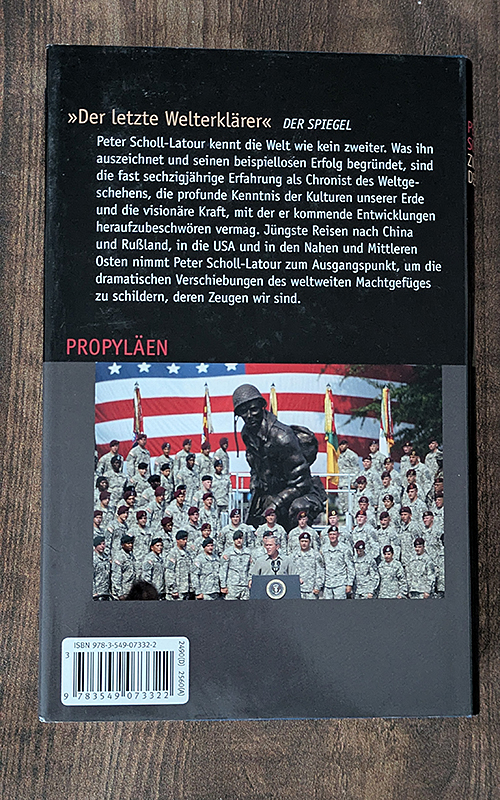 »Der letzte Welterklärer« DER SPIEGEL
Peter Scholl-Latour kennt die Welt wie kein zweiter. Was ihn
auszeichnet und seinen beispiellosen Erfolg begründet, sind
die fast sechzigjährige Erfahrung als Chronist des Weltge-
schehens, die profunde Kenntnis der Kulturen unserer Erde
und die visionäre Kraft, mit der er kommende Entwicklungen
heraufzubeschwören vermag. Jüngste Reisen nach China
und Rußland, in die USA und in den Nahen und Mittleren
Osten nimmt Peter Scholl-Latour zum Ausgangspunkt, um die
dramatischen Verschiebungen des weltweiten Machtgefüges
zu schildern, deren Zeugen wir sind.
PROPYLÄEN
ISBN 978-3-549-07332-2
2490(D) 2560(A)
9 783549 073322
3